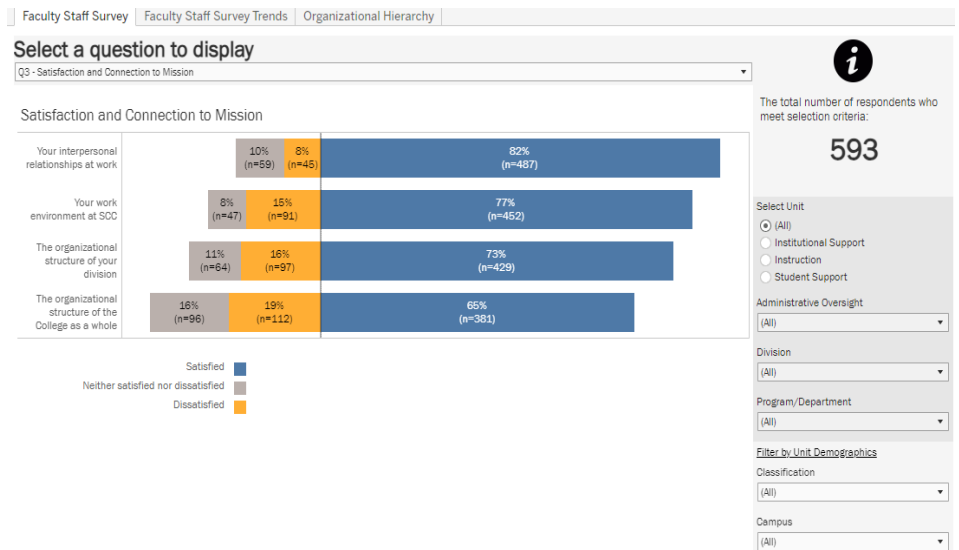 Faculty Staff Survey
Faculty Staff Survey Trends
Organizational Hierarchy
Select a question to display
Q3 - Satisfaction and Connection to Mission
Satisfaction and Connection to Mission
Your interpersonal
relationships at work
10%
(n=59)
8%
(n=45)
82%
(n=487)
Your work
environment at SCC
8%
(n=47)
15%
(n=91)
77%
(n=452)
The organizational
structure of your
division
11%
(n=64)
16%
(n=97)
73%
(n=429)
The organizational
structure of the
College as a whole
16%
(n=96)
19%
(n=112)
65%
(n=381)
Satisfied
Neither satisfied nor dissatisfied
Dissatisfied
i
The total number of respondents who
meet selection criteria:
593
Select Unit
(All)
Institutional Support
Instruction
Student Support
Administrative Oversight
(All)
Division
(All)
Program/Department
(All)
Filter by Unit Demographics
Classification
(All)
Campus
(All)